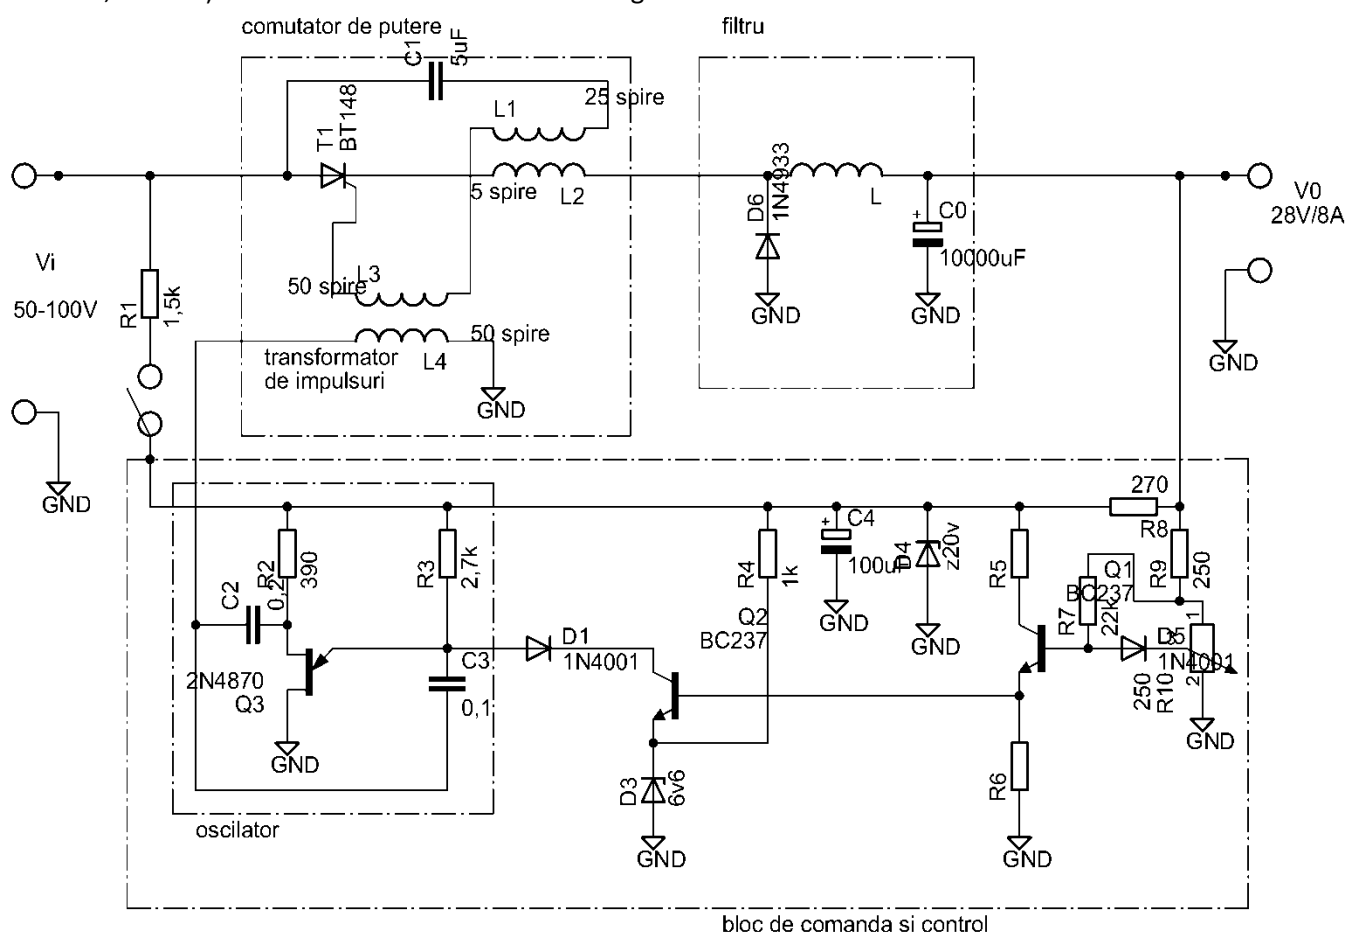 comutator de putere
filtru
C1
5uF
25 spire
T1
BT148
L1
5 spire
L2
D6
1N4933
L
+
C0
10000uF
V0
28V/8A
Vi
50-100V
R1
1,5k
50 spire
L3
50 spire
L4
transformator
de impulsuri
GND
GND
GND
GND
GND
R2
390
R3
2,7k
C2
0,2
2N4870
Q3
GND
C3
0,1
D1
1N4001
oscilator
R4
1k
Q2
BC237
+
C4
100uF
GND
D4
z20v
GND
R5
270
R8
R9
250
Q1
BC237
R7
22k
D5
1N4001
1
3
2
250
R10
GND
D3
6v6
GND
R6
GND
bloc de comanda si control